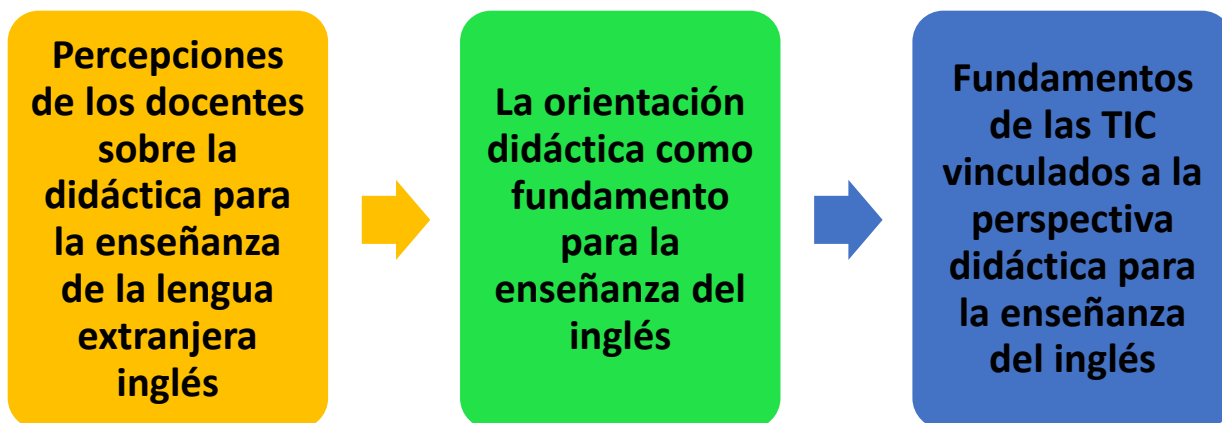 Percepciones
de los docentes
sobre la
didáctica para
la enseñanza
de la lengua
extranjera
inglés
La orientación
didáctica como
fundamento
para la
enseñanza del
inglés
Fundamentos
de las TIC
vinculados a la
perspectiva
didáctica para
la enseñanza
del inglés